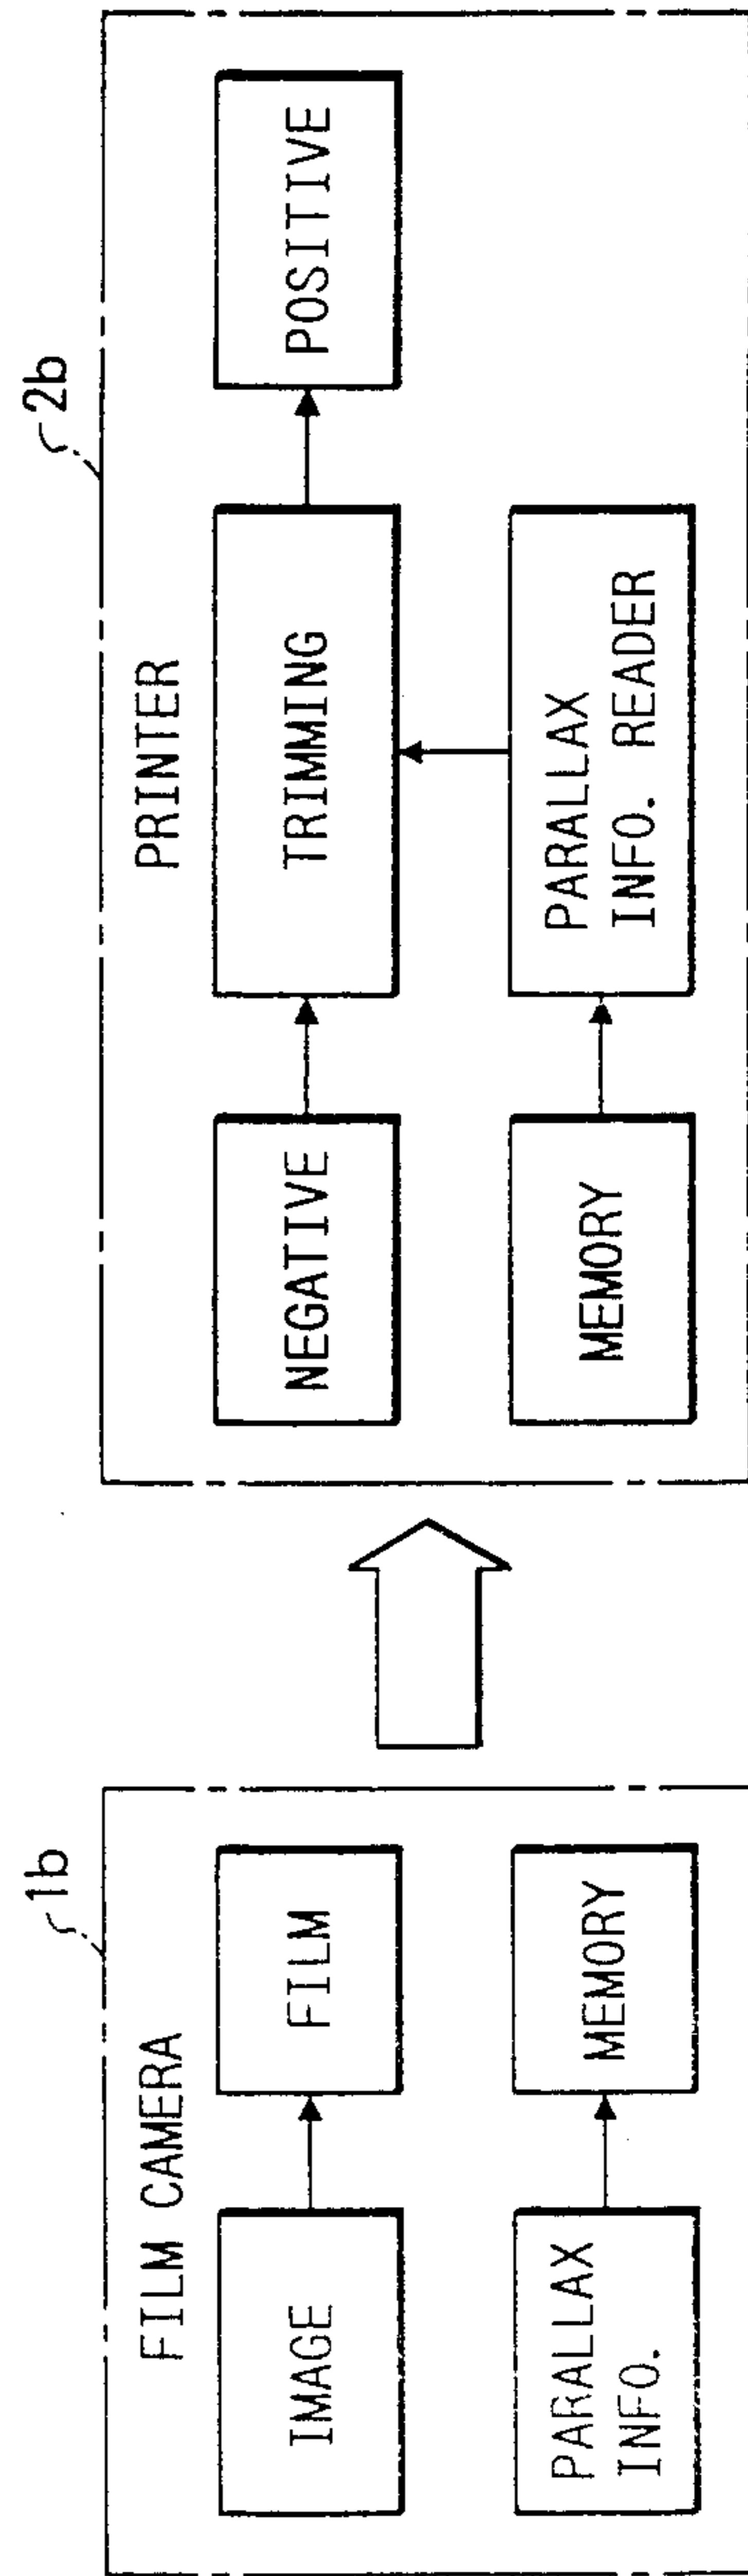 1b
FILM CAMERA
IMAGE
FILM
PARALLAX
INFO.
MEMORY
2b
PRINTER
NEGATIVE
TRIMMING
POSITIVE
MEMORY
PARALLAX
INFO. READER